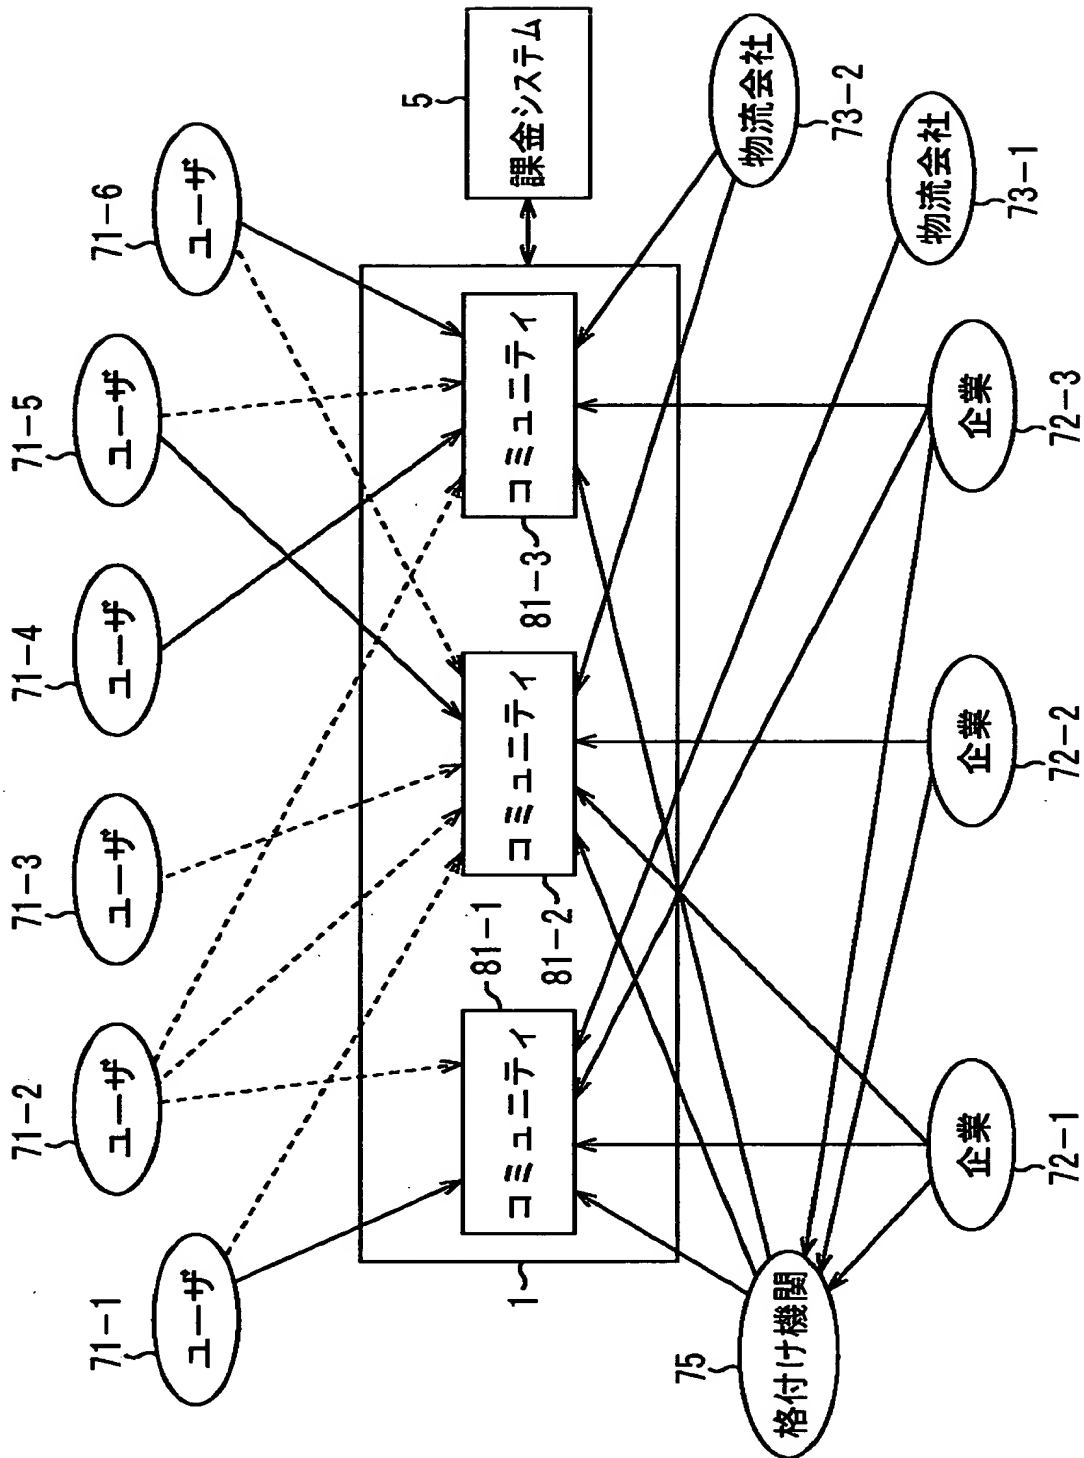 71-1
ユーザ
71-2
ユーザ
71-3
ユーザ
71-4
ユーザ
71-5
ユーザ
71-6
ユーザ
1
コミュニティ
81-1
コミュニティ
81-2
コミュニティ
81-3
課金システム
5
75
格付け機関
企業
72-1
企業
72-2
企業
72-3
物流会社
73-1
物流会社
73-2